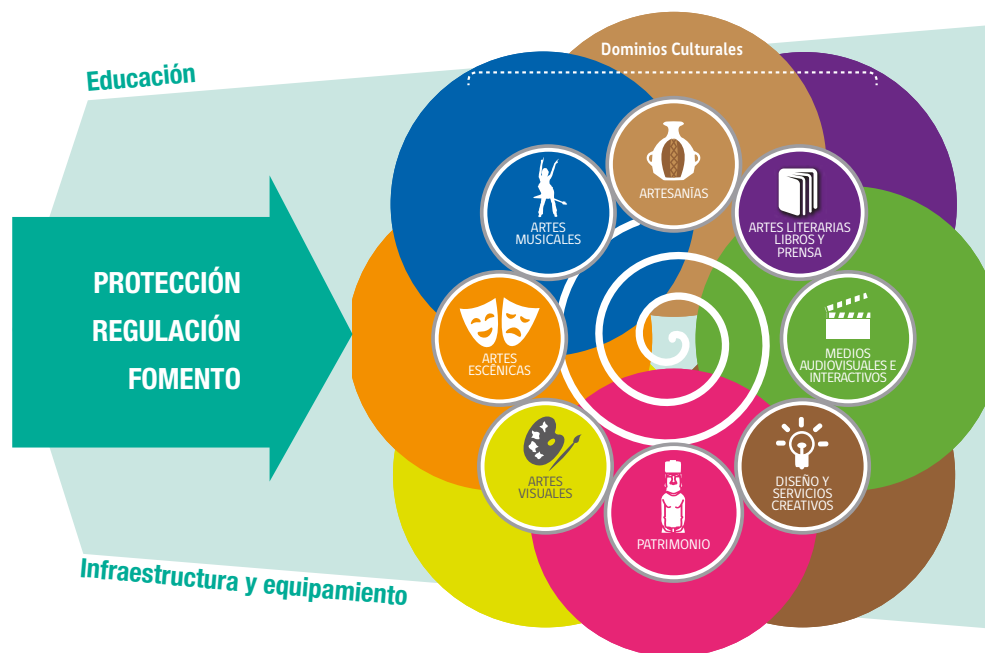 Dominios Culturales
Educación
PROTECCIÓN
REGULACIÓN
FOMENTO
ARTESANÍAS
ARTES
MUSICALES
ARTES LITERARIAS
LIBROS Y
PRENSA
ARTES
ESCÉNICAS
MEDIOS
AUDIOVISUALES E
INTERACTIVOS
ARTES
VISUALES
DISEÑO Y
SERVICIOS
CREATIVOS
PATRIMONIO
Infraestructura y equipamiento